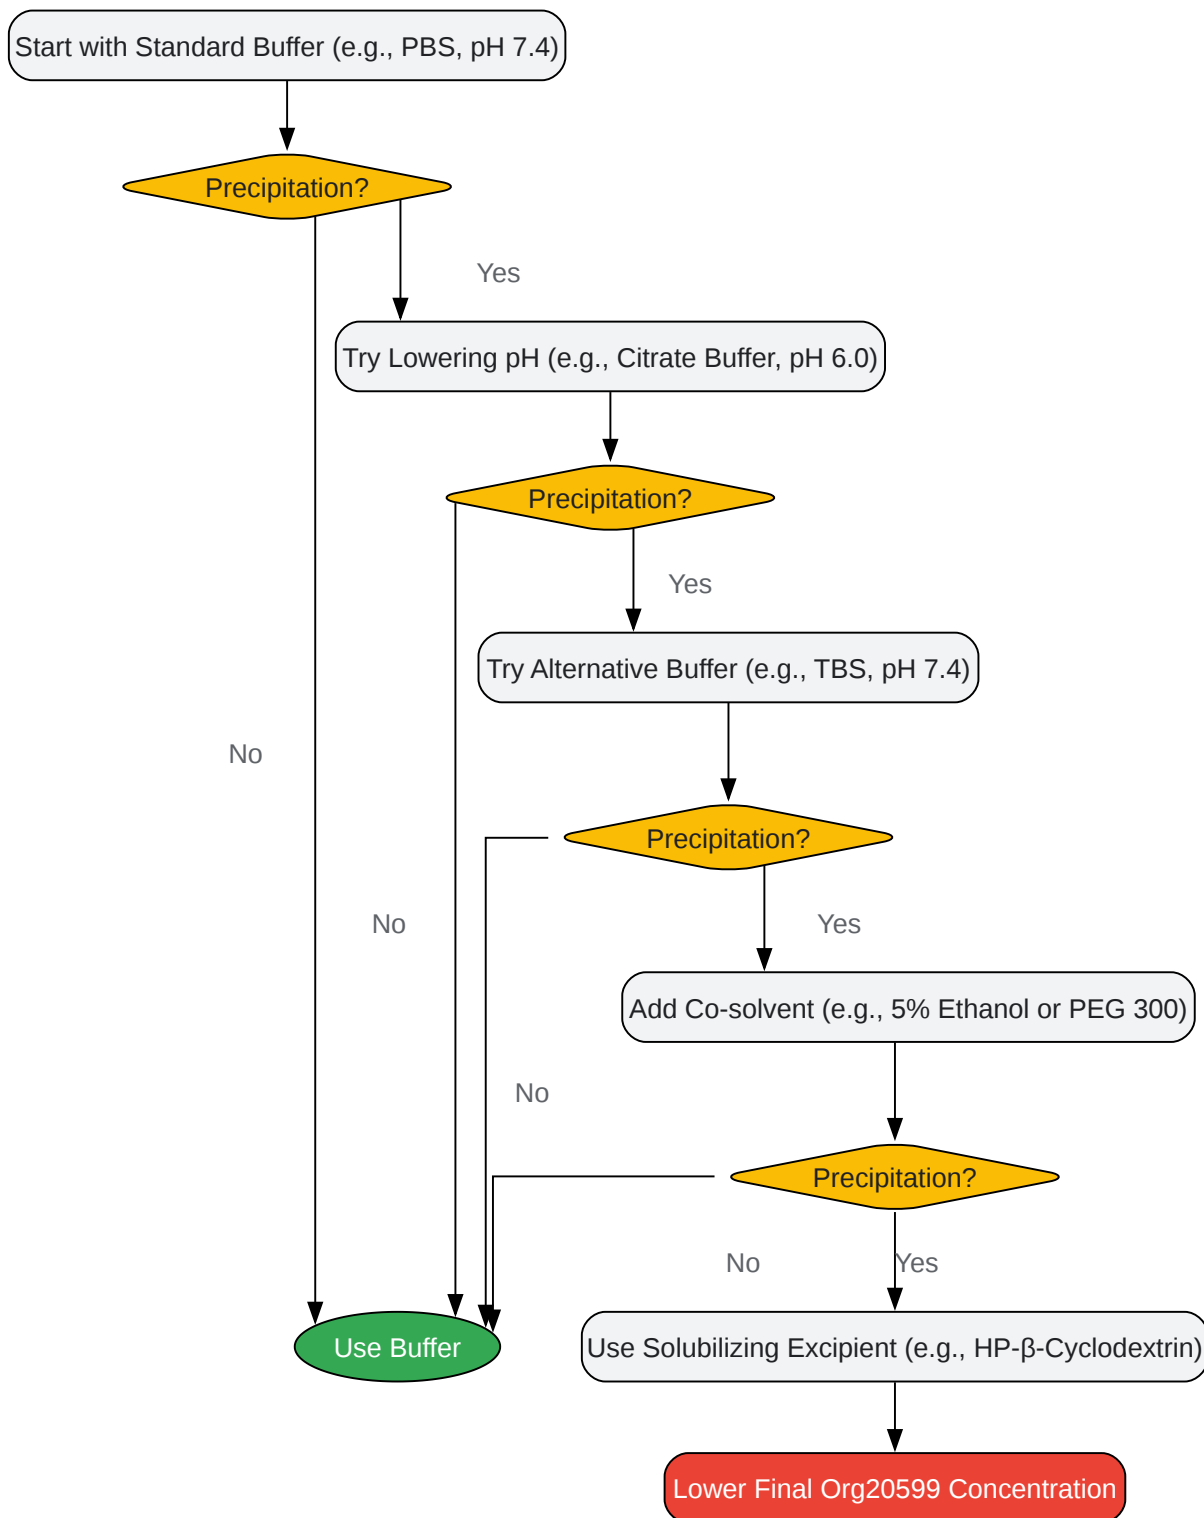 Start with Standard Buffer (e.g., PBS, pH 7.4)
Precipitation?
Yes
Try Lowering pH (e.g., Citrate Buffer, pH 6.0)
Precipitation?
Yes
Try Alternative Buffer (e.g., TBS, pH 7.4)
No
Precipitation?
No
Yes
Add Co-solvent (e.g., 5% Ethanol or PEG 300)
No
Precipitation?
No
Yes
Use Buffer
Use Solubilizing Excipient (e.g., HP-β-Cyclodextrin)
Lower Final Org20599 Concentration